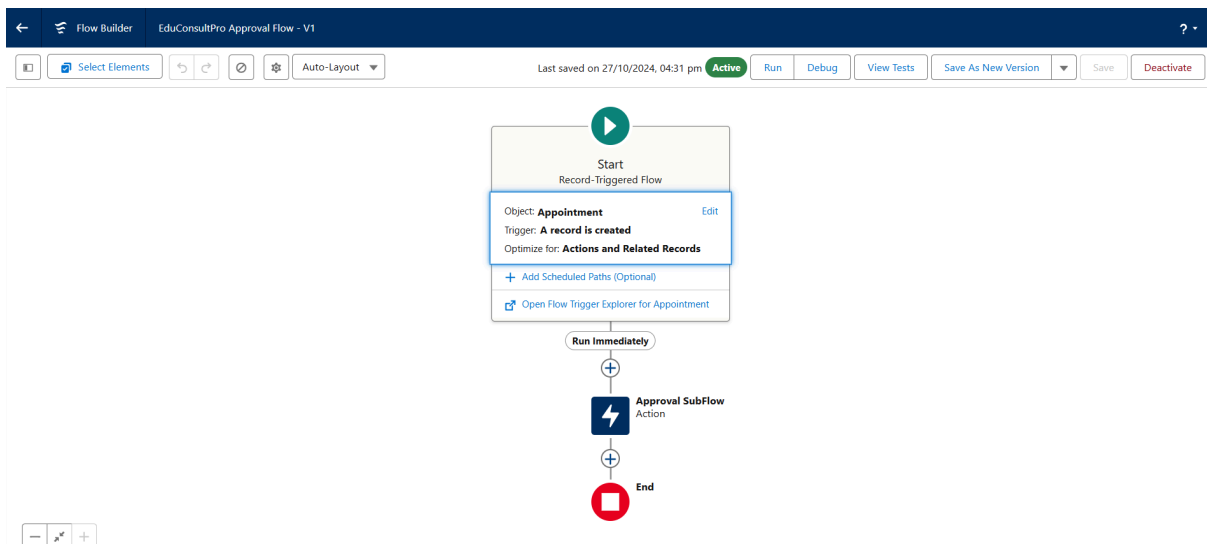 Flow Builder EduConsultPro Approval Flow - V1 ?
Select Elements Auto-Layout Last saved on 27/10/2024, 04:31 pm Active Run Debug View Tests Save As New Version Save Deactivate
Start
Record-Triggered Flow
Object: Appointment Edit
Trigger: A record is created
Optimize for: Actions and Related Records
+ Add Scheduled Paths (Optional)
Open Flow Trigger Explorer for Appointment
Run Immediately
Approval SubFlow
Action
End